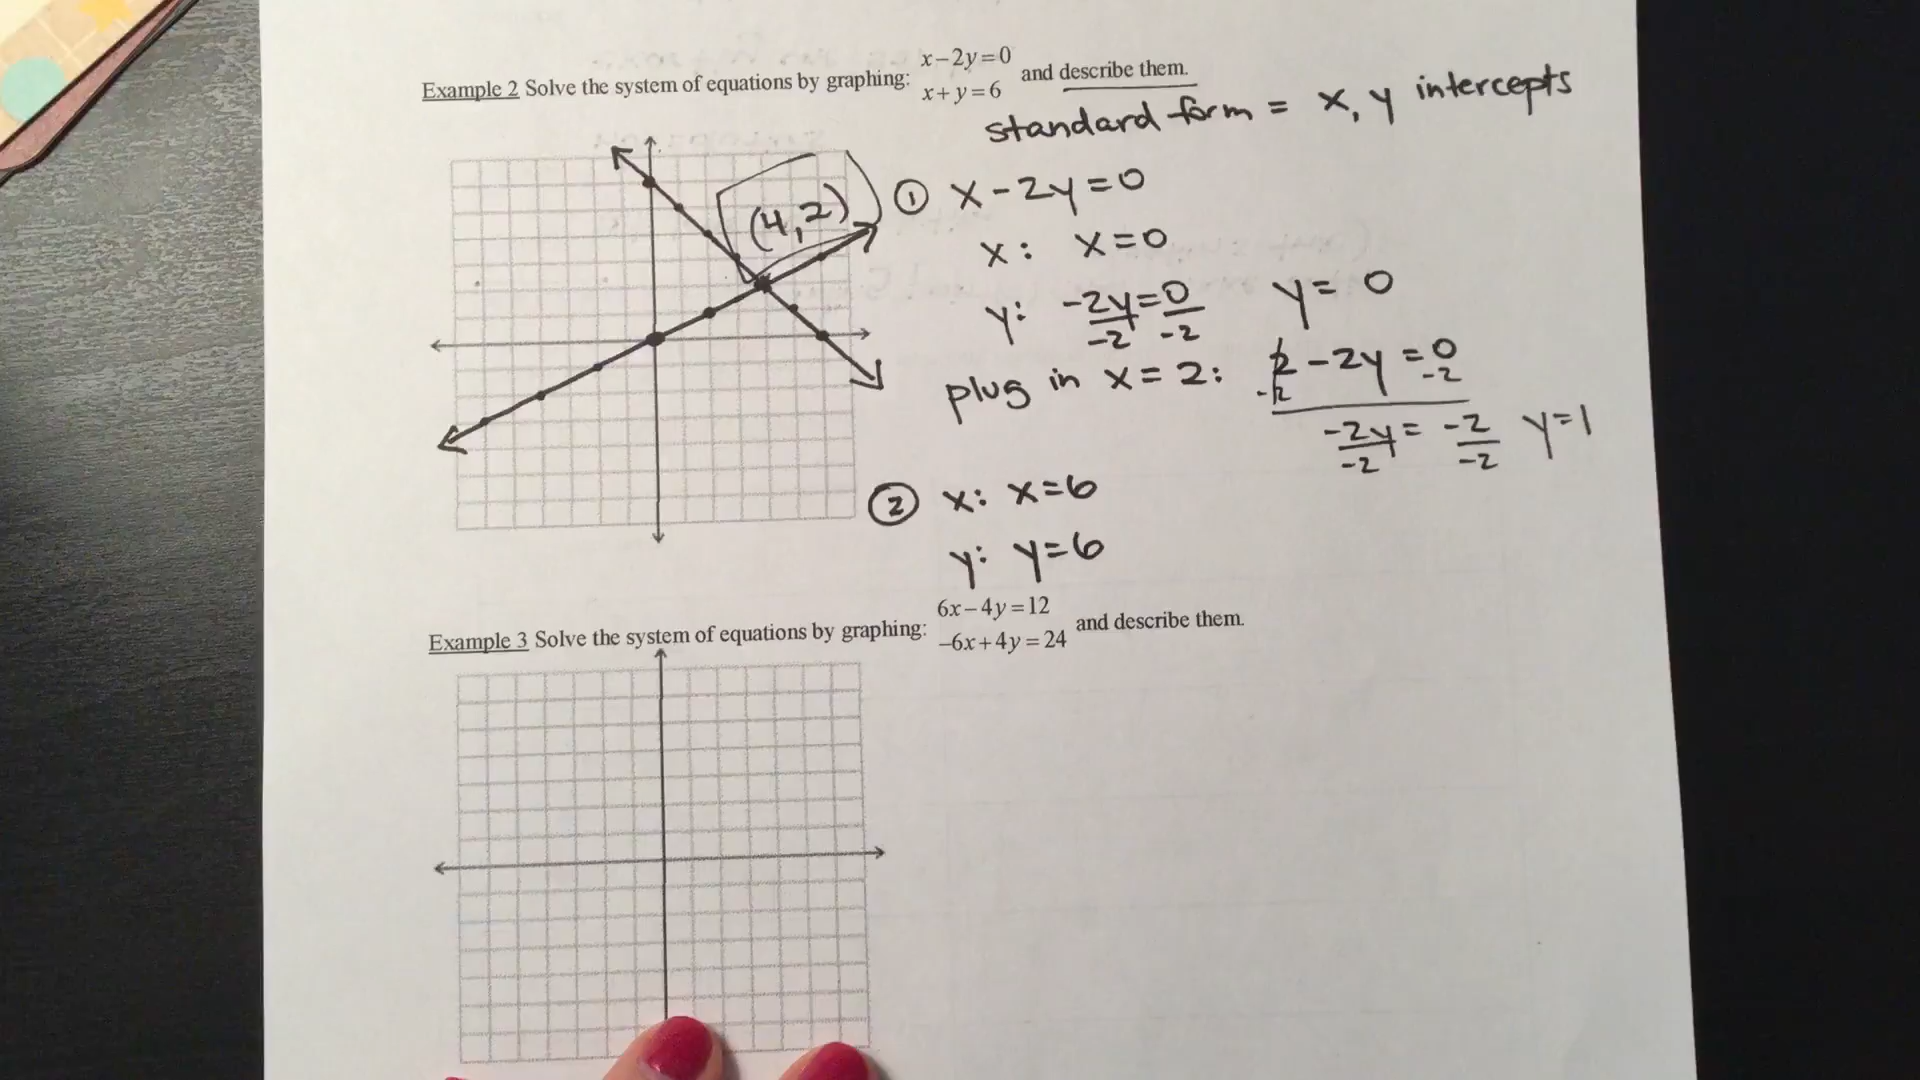 x−2y=0
Example 2 Solve the system of equations by graphing: and describe them.
x+y=6
standard form = x, y intercepts
(4,2)
① x-2y=0
x: x=0
y: -2y=0 y=0
-2 -2
plug in x=2: 2-2y=0
-2 -2
-2y=-2 y=1
-2 -2
② x: x=6
y: y=6
6x−4y=12
Example 3 Solve the system of equations by graphing: and describe them.
−6x+4y=24